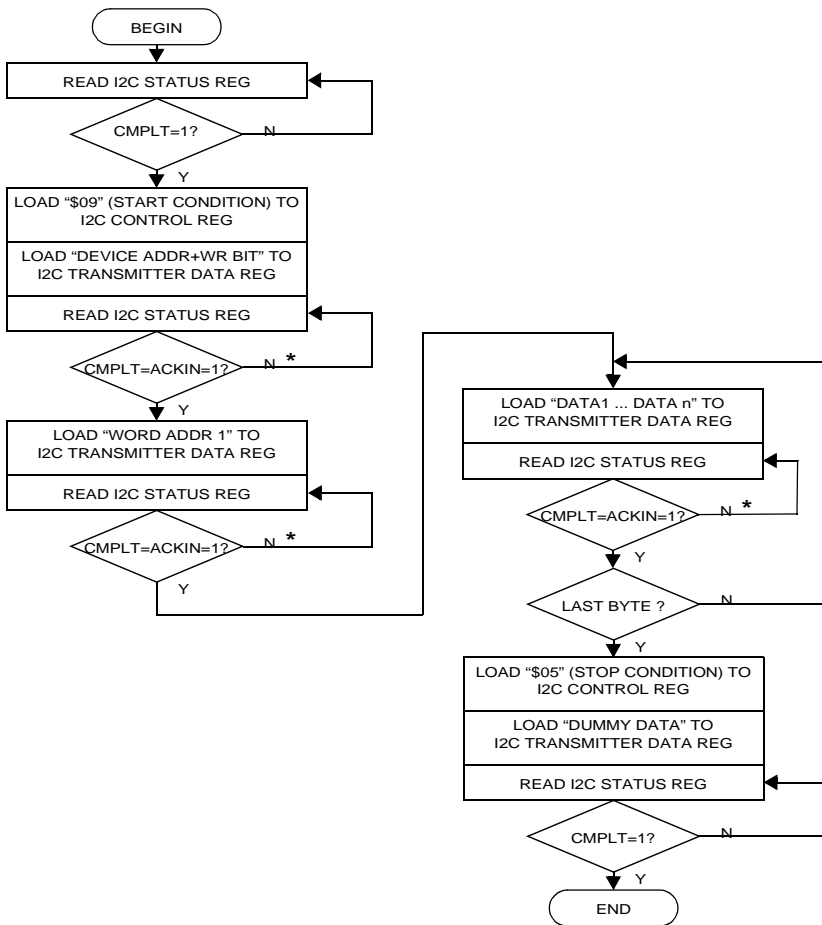 BEGIN
READ I2C STATUS REG
CMPLT=1?
N
Y
LOAD “$09” (START CONDITION) TO
I2C CONTROL REG
LOAD “DEVICE ADDR+WR BIT” TO
I2C TRANSMITTER DATA REG
READ I2C STATUS REG
CMPLT=ACKIN=1?
N *
Y
LOAD “WORD ADDR 1” TO
I2C TRANSMITTER DATA REG
READ I2C STATUS REG
CMPLT=ACKIN=1?
N *
Y
LOAD “DATA1 ... DATA n” TO
I2C TRANSMITTER DATA REG
READ I2C STATUS REG
CMPLT=ACKIN=1?
N *
Y
LAST BYTE ?
N
Y
LOAD “$05” (STOP CONDITION) TO
I2C CONTROL REG
LOAD “DUMMY DATA” TO
I2C TRANSMITTER DATA REG
READ I2C STATUS REG
CMPLT=1?
N
Y
END